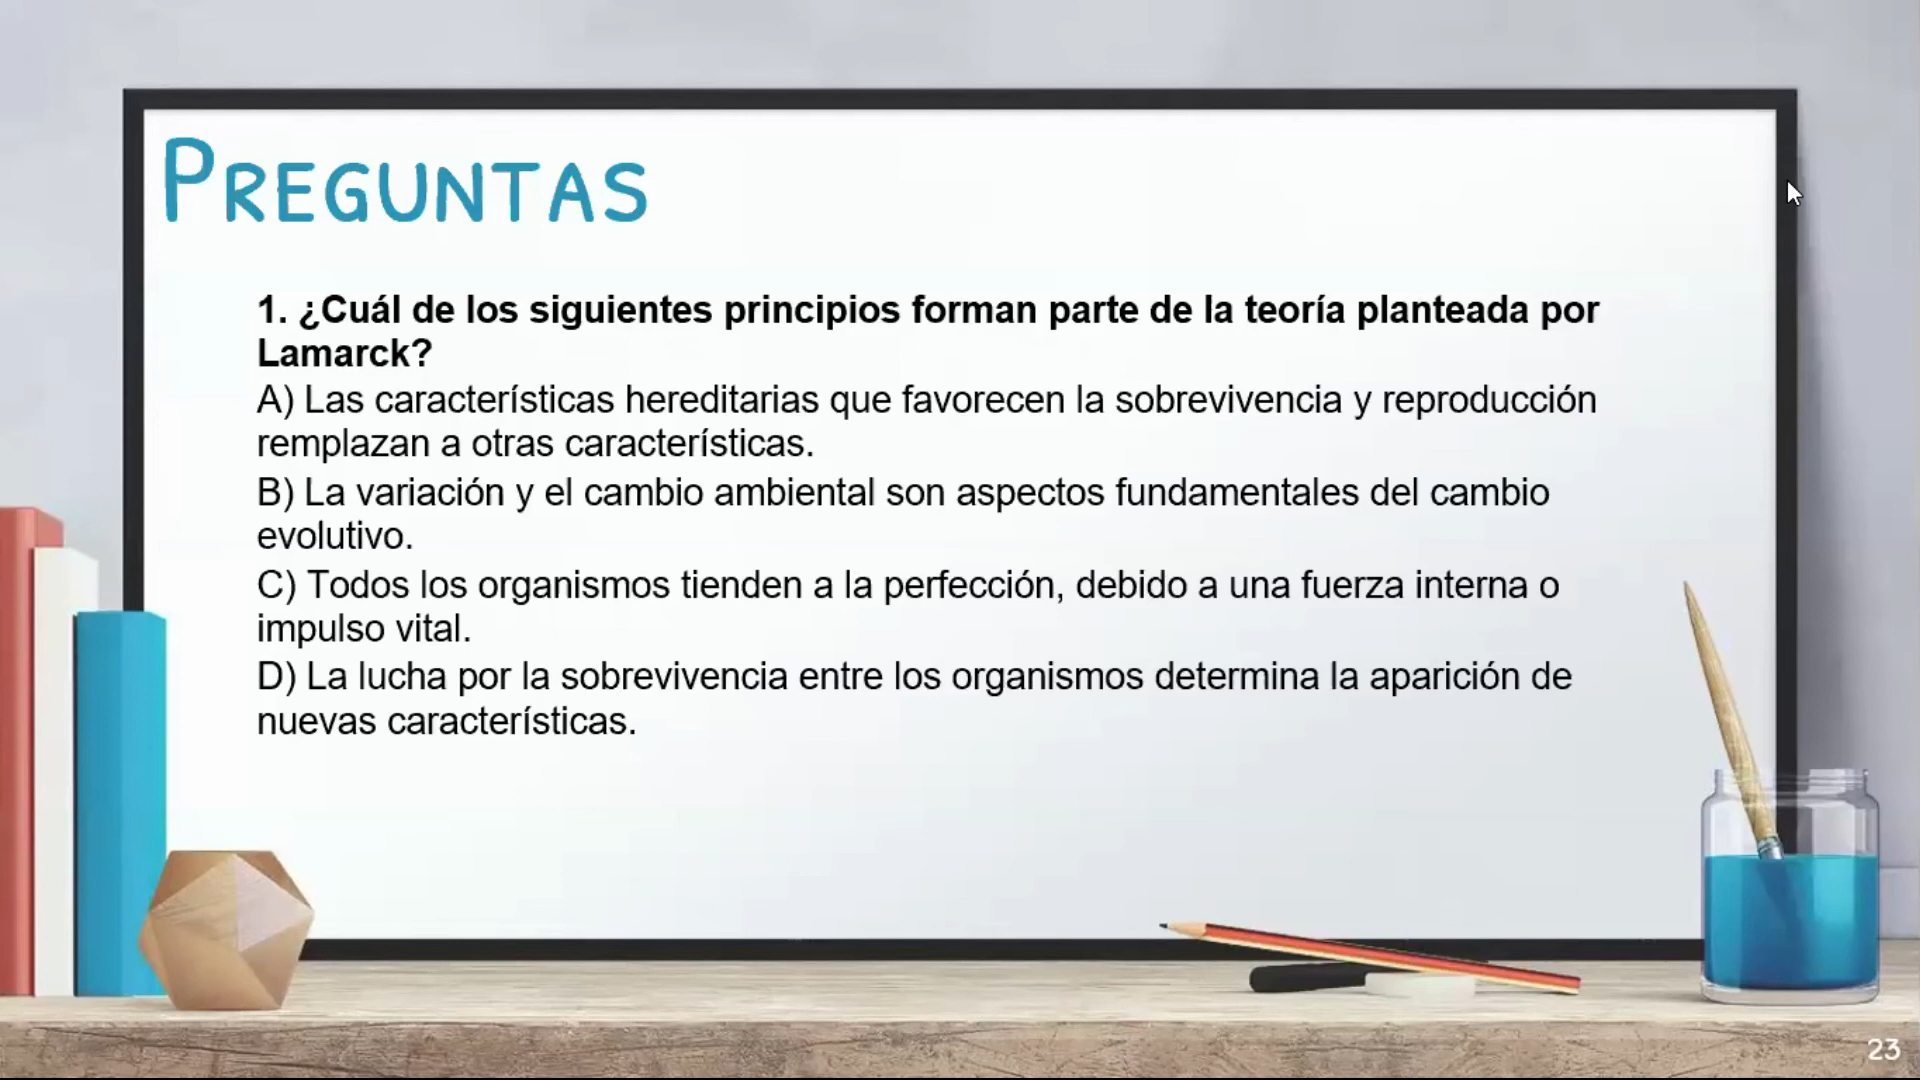 PREGUNTAS
1. ¿Cuál de los siguientes principios forman parte de la teoría planteada por
Lamarck?
A) Las características hereditarias que favorecen la sobrevivencia y reproducción
remplazan a otras características.
B) La variación y el cambio ambiental son aspectos fundamentales del cambio
evolutivo.
C) Todos los organismos tienden a la perfección, debido a una fuerza interna o
impulso vital.
D) La lucha por la sobrevivencia entre los organismos determina la aparición de
nuevas características.
23